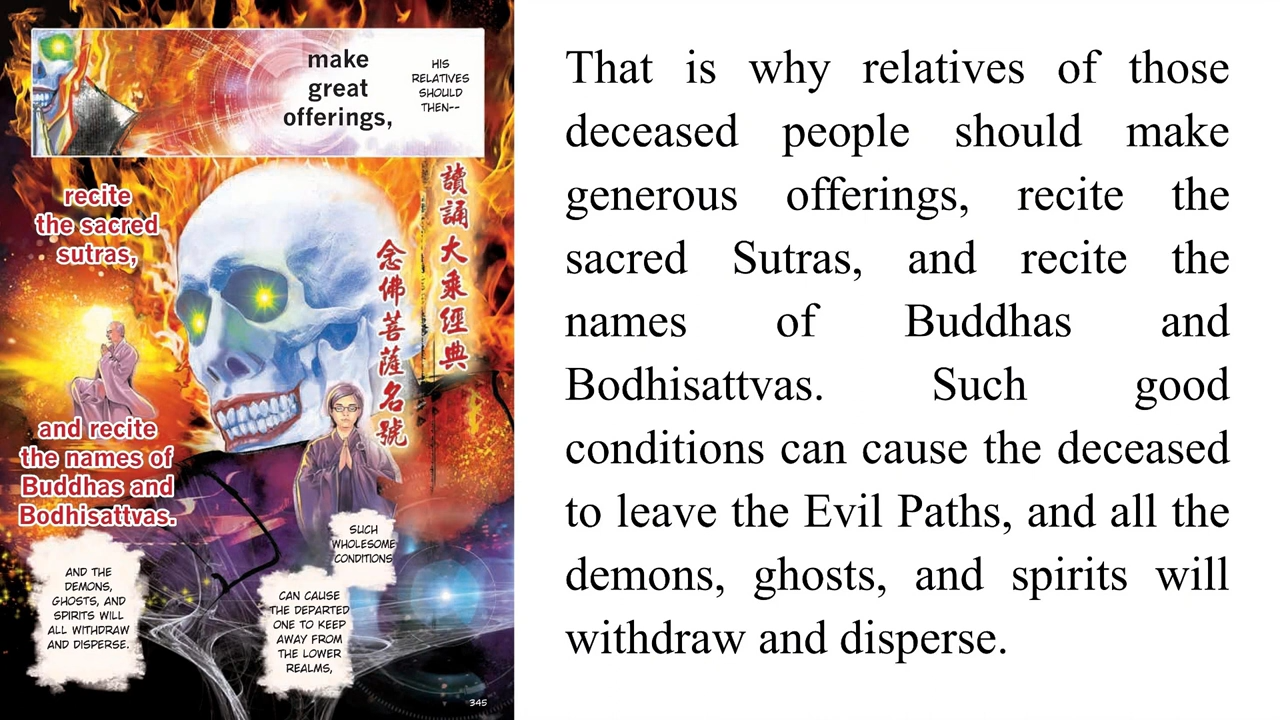 HIS
RELATIVES
SHOULD
THEN--
make
great
offerings,
讀誦大乘經典
念佛菩薩名號
recite
the sacred
sutras,
and recite
the names of
Buddhas and
Bodhisattvas.
SUCH
WHOLESOME
CONDITIONS
CAN CAUSE
THE DEPARTED
ONE TO KEEP
AWAY FROM
THE LOWER
REALMS,
AND THE
DEMONS,
GHOSTS, AND
SPIRITS WILL
ALL WITHDRAW
AND DISPERSE.
345
That is why relatives of those
deceased people should make
generous offerings, recite the
sacred Sutras, and recite the
names of Buddhas and
Bodhisattvas. Such good
conditions can cause the deceased
to leave the Evil Paths, and all the
demons, ghosts, and spirits will
withdraw and disperse.